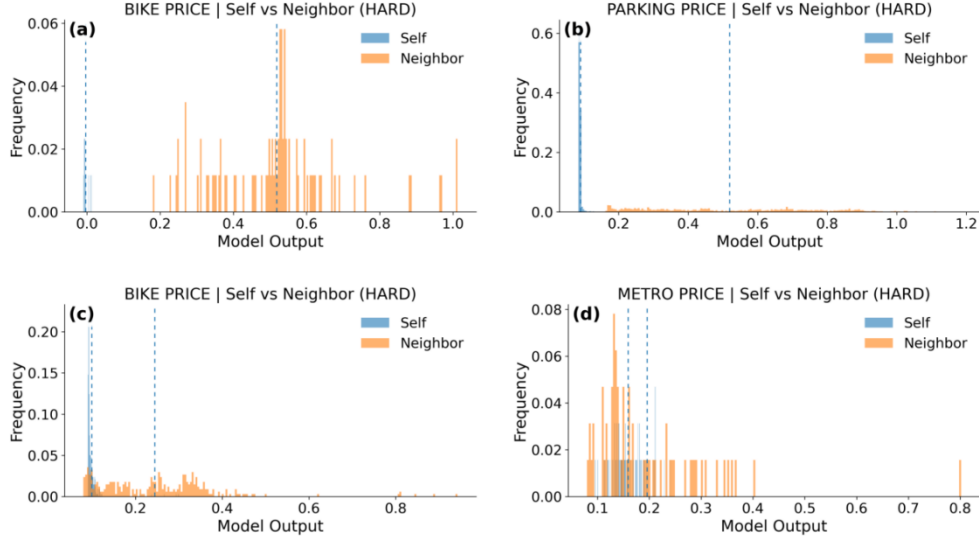 BIKE PRICE | Self vs Neighbor (HARD)
(a)
Self
Neighbor
Frequency
0.06
0.04
0.02
0.00
0.0 0.2 0.4 0.6 0.8 1.0
Model Output
PARKING PRICE | Self vs Neighbor (HARD)
(b)
Self
Neighbor
Frequency
0.6
0.4
0.2
0.0
0.2 0.4 0.6 0.8 1.0 1.2
Model Output
BIKE PRICE | Self vs Neighbor (HARD)
(c)
Self
Neighbor
Frequency
0.20
0.15
0.10
0.05
0.00
0.2 0.4 0.6 0.8
Model Output
METRO PRICE | Self vs Neighbor (HARD)
(d)
Self
Neighbor
Frequency
0.08
0.06
0.04
0.02
0.00
0.1 0.2 0.3 0.4 0.5 0.6 0.7 0.8
Model Output